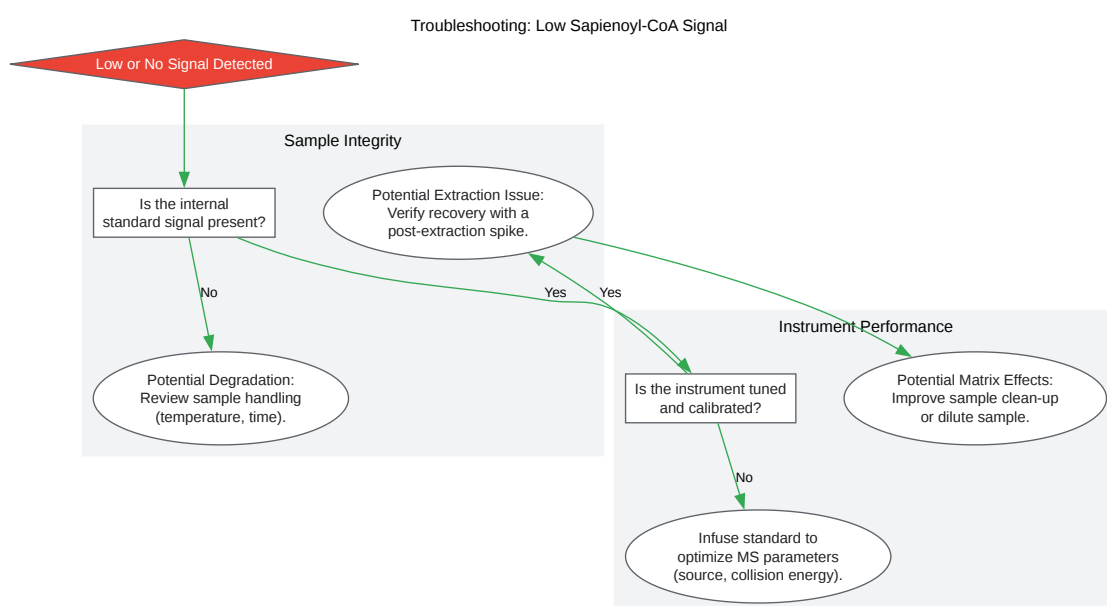 Troubleshooting: Low Sapienoyl-CoA Signal
Low or No Signal Detected
Sample Integrity
Is the internal
standard signal present?
Potential Extraction Issue:
Verify recovery with a
post-extraction spike.
No
Yes
Yes
Instrument Performance
Potential Degradation:
Review sample handling
(temperature, time).
Is the instrument tuned
and calibrated?
Potential Matrix Effects:
Improve sample clean-up
or dilute sample.
No
Infuse standard to
optimize MS parameters
(source, collision energy).